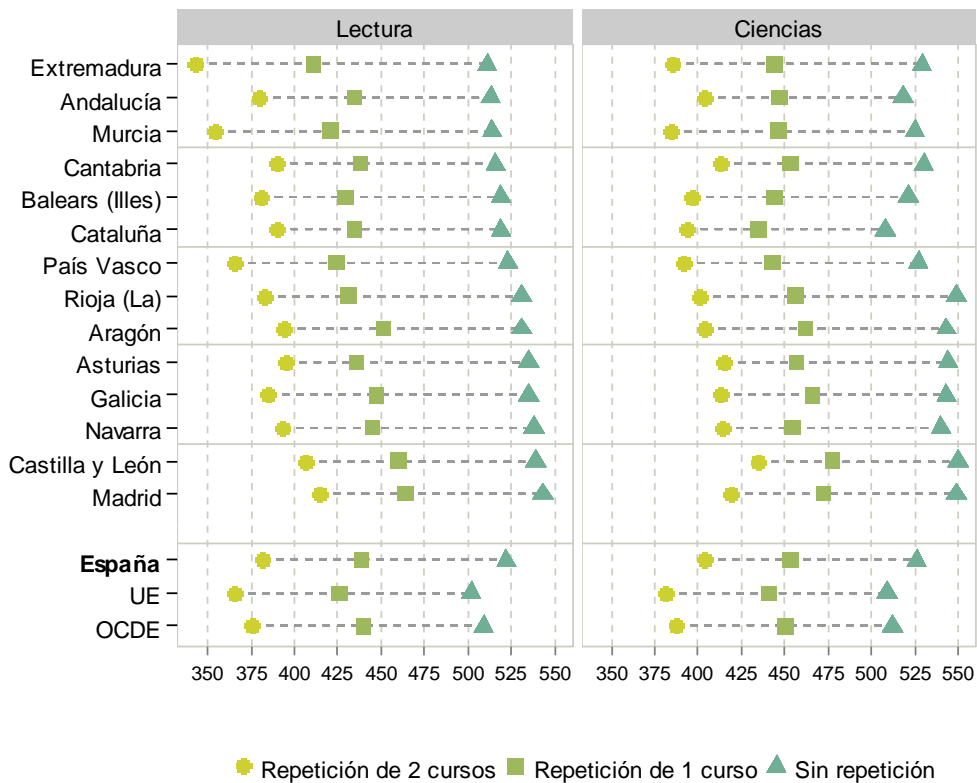 Lectura
Ciencias
Extremadura
Andalucía
Murcia
Cantabria
Balears (Illes)
Cataluña
País Vasco
Rioja (La)
Aragón
Asturias
Galicia
Navarra
Castilla y León
Madrid
España
UE
OCDE
350 375 400 425 450 475 500 525 550
350 375 400 425 450 475 500 525 550
Repetición de 2 cursos Repetición de 1 curso Sin repetición